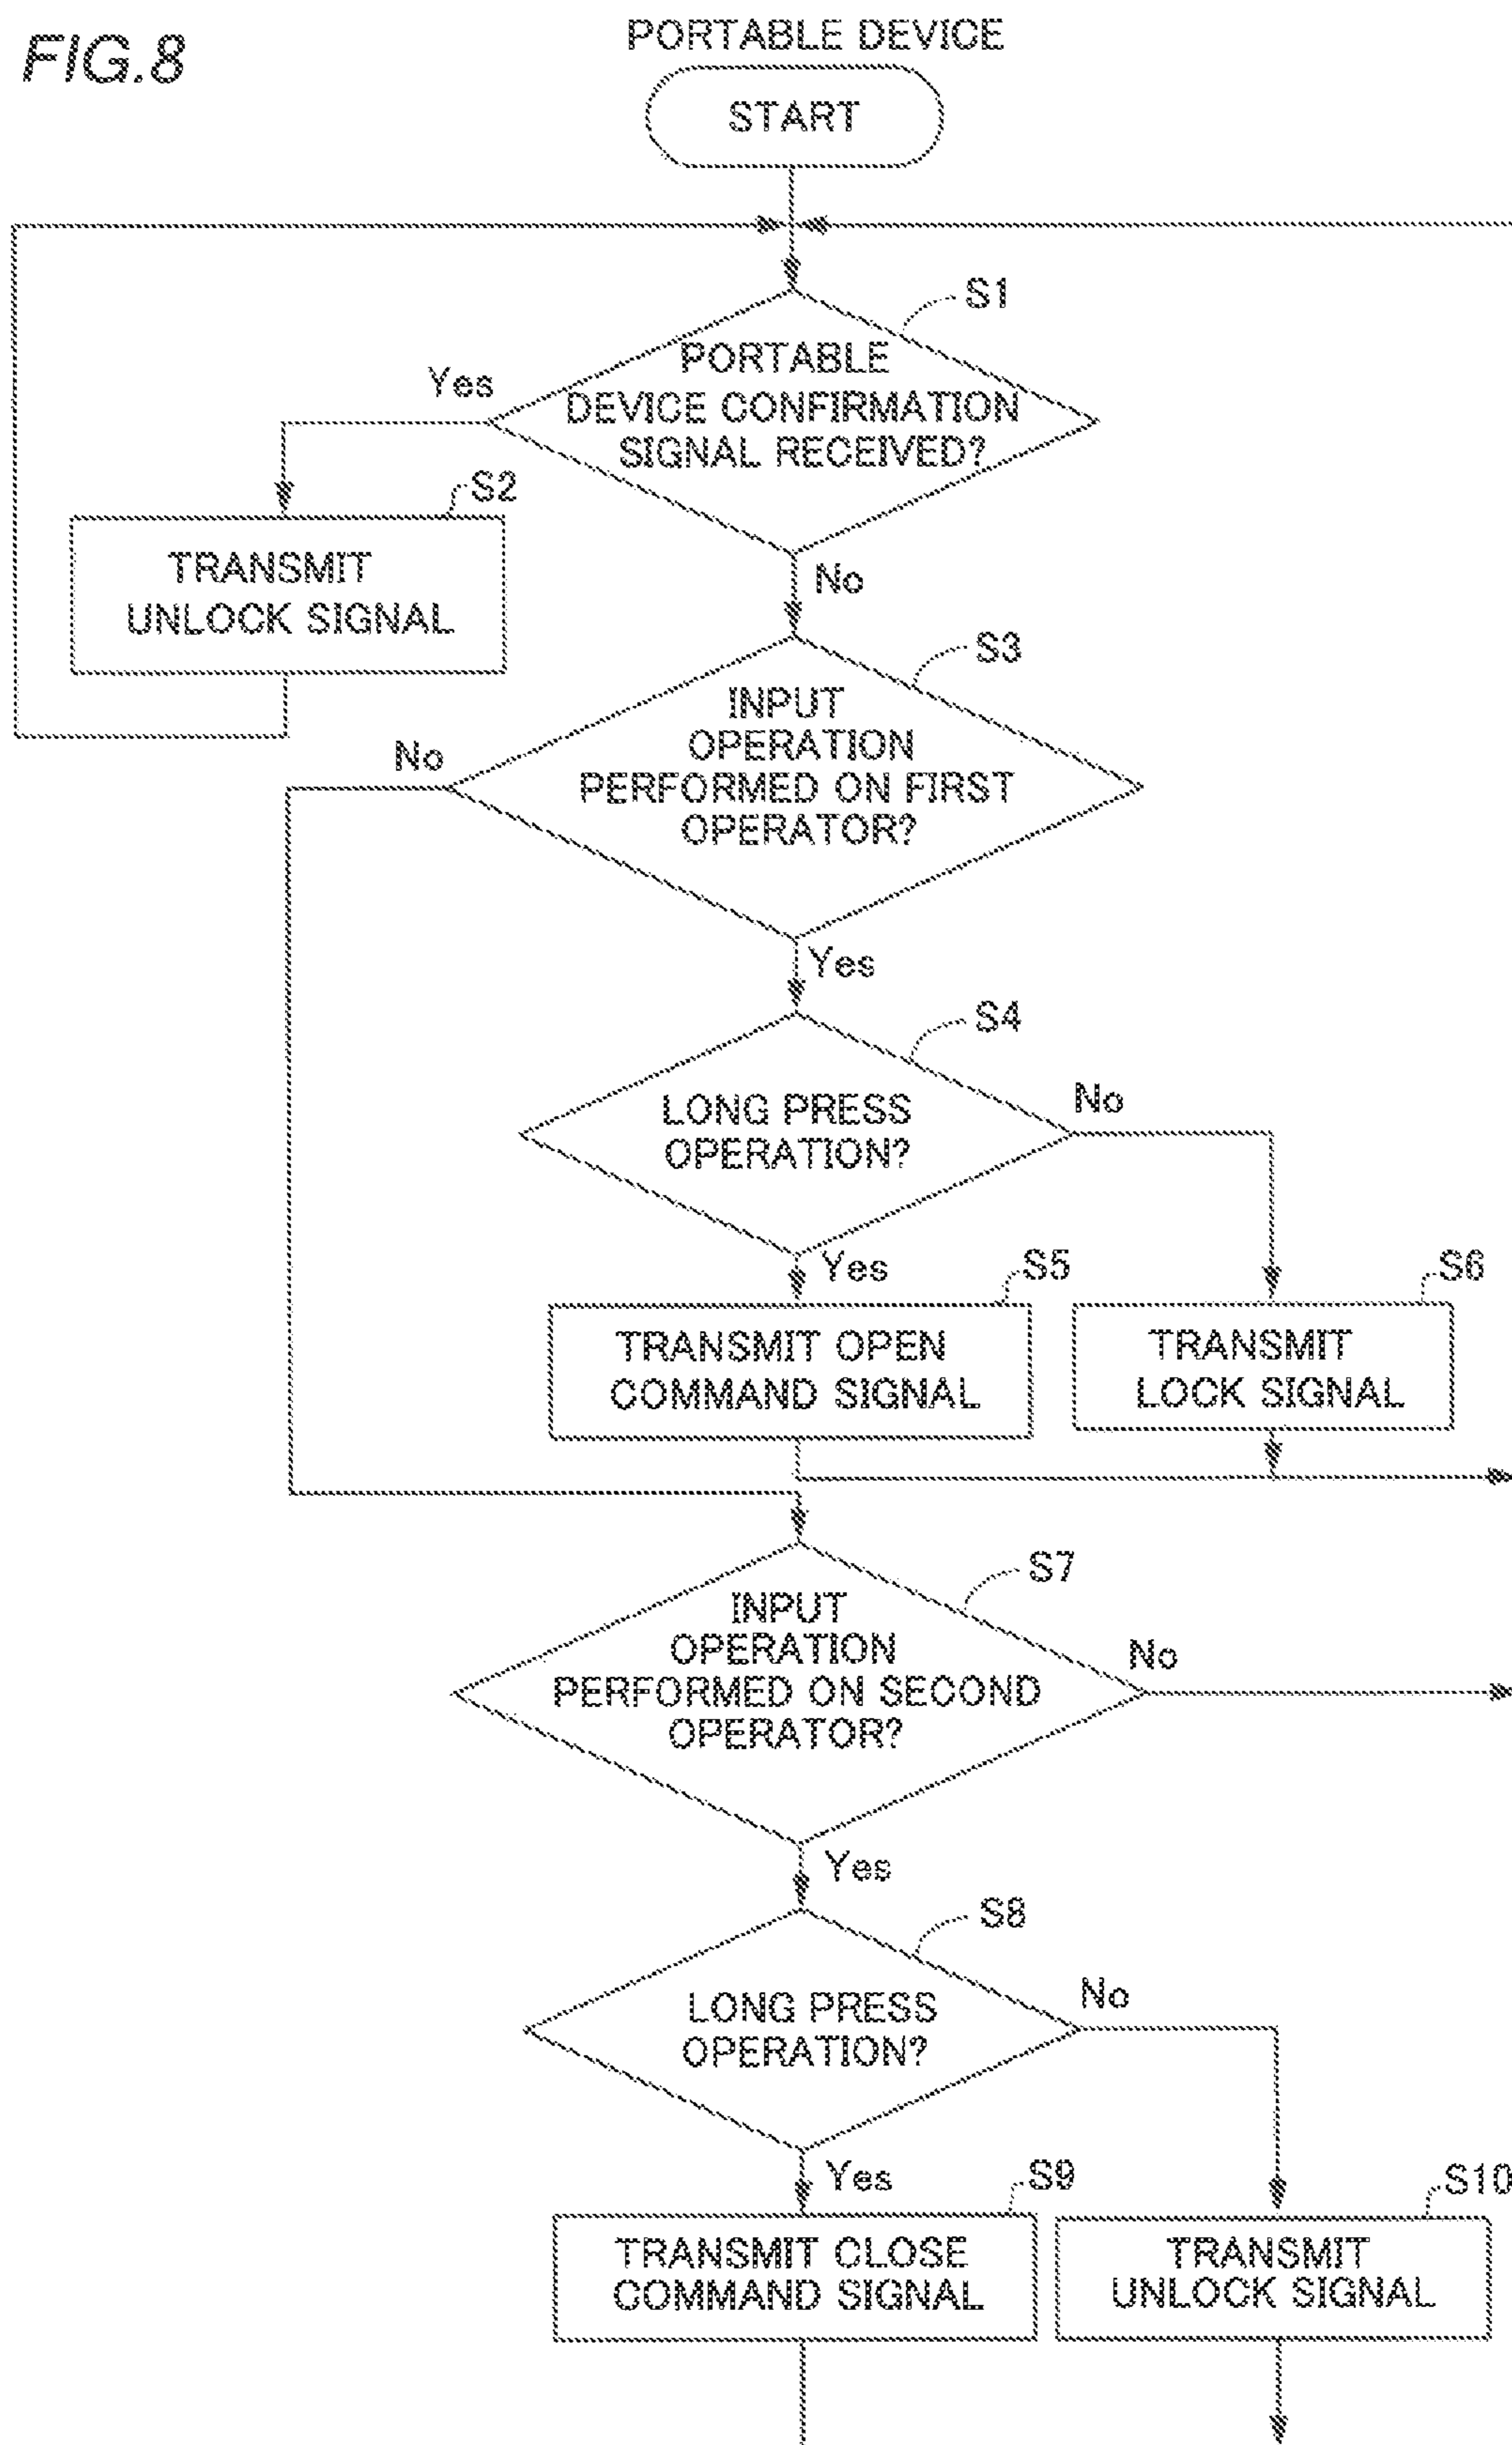 FIG.8
PORTABLE DEVICE
START
S1
PORTABLE
DEVICE CONFIRMATION
SIGNAL RECEIVED?
Yes
No
S2
TRANSMIT
UNLOCK SIGNAL
S3
INPUT
OPERATION
PERFORMED ON FIRST
OPERATOR?
No
Yes
S4
LONG PRESS
OPERATION?
No
Yes
S5
TRANSMIT OPEN
COMMAND SIGNAL
S6
TRANSMIT
LOCK SIGNAL
S7
INPUT
OPERATION
PERFORMED ON SECOND
OPERATOR?
No
Yes
S8
LONG PRESS
OPERATION?
No
Yes
S9
TRANSMIT CLOSE
COMMAND SIGNAL
S10
TRANSMIT
UNLOCK SIGNAL